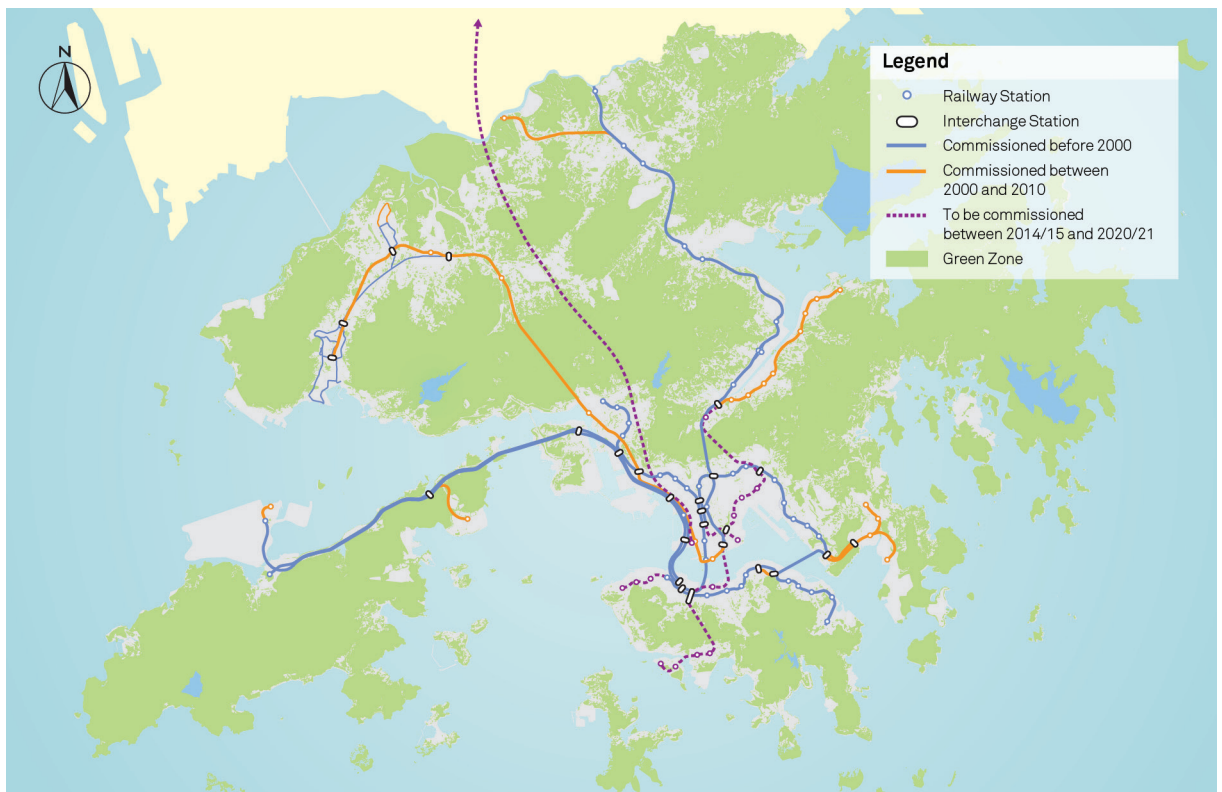 N
Legend
Railway Station
Interchange Station
Commissioned before 2000
Commissioned between
2000 and 2010
To be commissioned
between 2014/15 and 2020/21
Green Zone